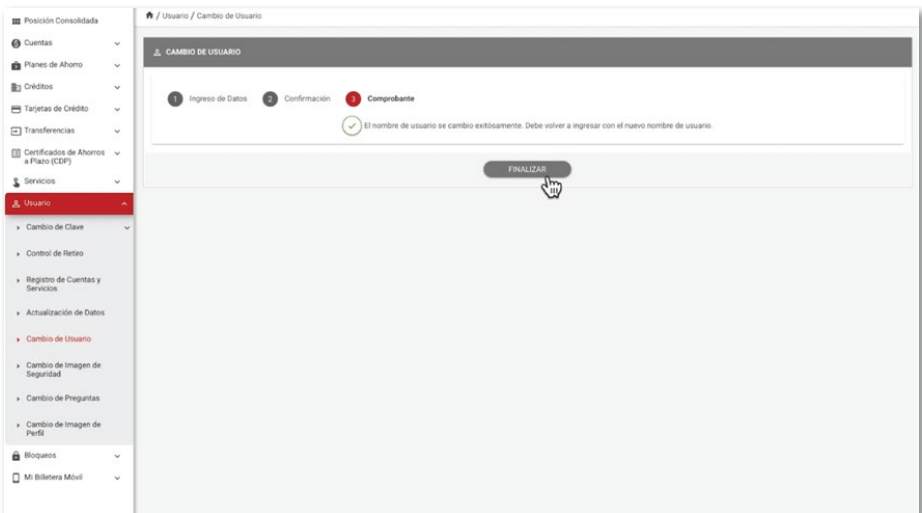 Posición Consolidada
Cuentas
Planes de Ahorro
Créditos
Tarjetas de Crédito
Transferencias
Certificados de Ahorros
a Plazo (CDP)
Servicios
Usuario
Cambio de Clave
Control de Retiro
Registro de Cuentas y
Servicios
Actualización de Datos
Cambio de Usuario
Cambio de Imagen de
Seguridad
Cambio de Preguntas
Cambio de Imagen de
Perfil
Bloqueos
Mi Billetera Móvil
/ Usuario / Cambio de Usuario
CAMBIO DE USUARIO
1 Ingreso de Datos 2 Confirmación 3 Comprobante
El nombre de usuario se cambio exitósamente. Debe volver a ingresar con el nuevo nombre de usuario.
FINALIZAR